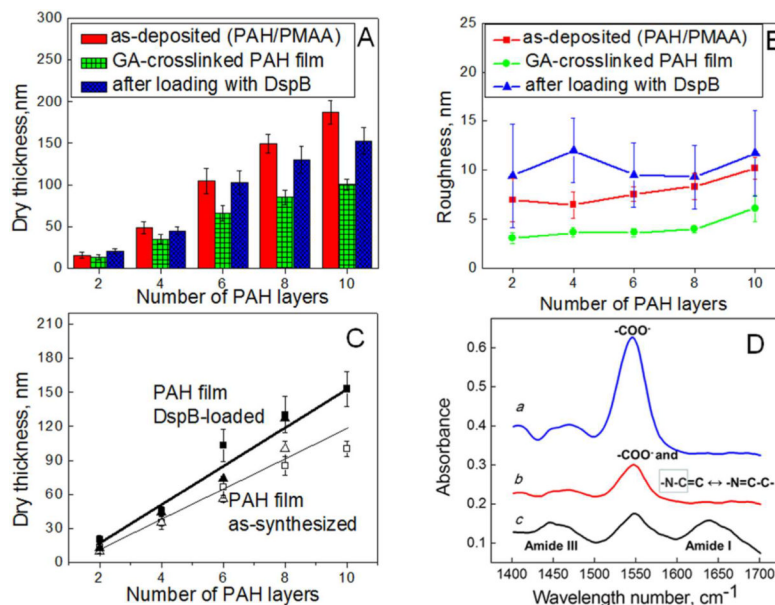 A
as-deposited (PAH/PMAA)
GA-crosslinked PAH film
after loading with DspB
Dry thickness,nm
300
250
200
150
100
50
0
2 4 6 8 10
Number of PAH layers
B
as-deposited (PAH/PMAA)
GA-crosslinked PAH film
after loading with DspB
Roughness, nm
25
20
15
10
5
0
2 4 6 8 10
Number of PAH layers
C
Dry thickness, nm
210
180
150
120
90
60
30
0
PAH film
DspB-loaded
PAH film
as-synthesized
2 4 6 8 10
Number of PAH layers
D
Absorbance
0.6
0.5
0.4
0.3
0.2
0.1
-COO⁻
a
-COO⁻ and
-N-C=C ↔ -N=C-C-
b
c
Amide III
Amide I
1400 1450 1500 1550 1600 1650 1700
Wavelength number, cm⁻¹